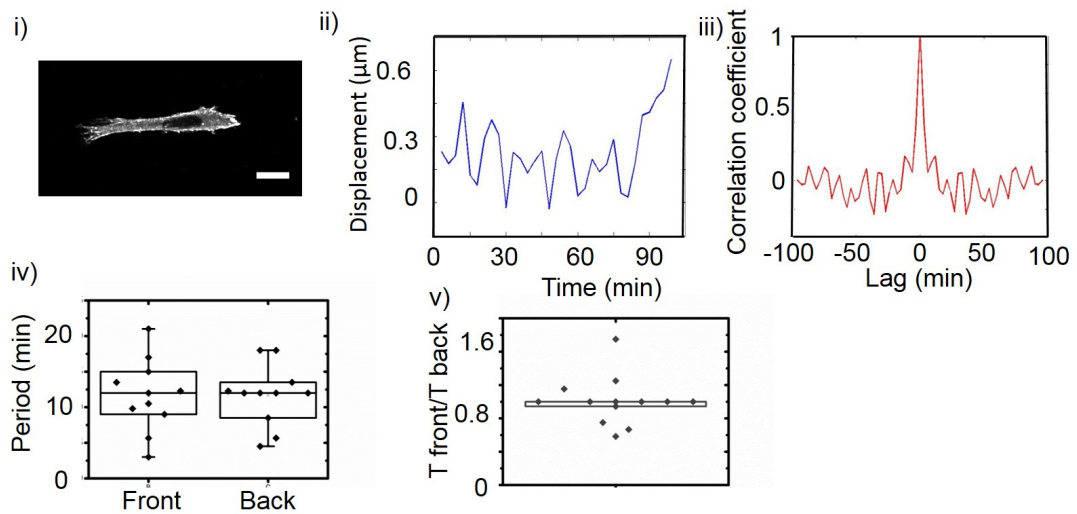 i)
ii)
Displacement (μm)
0.6
0.3
0
0 30 60 90
Time (min)
iii)
Correlation coefficient
1
0
-100 -50 0 50 100
Lag (min)
iv)
Period (min)
20
10
0
Front Back
v)
T front/T back
1.6
0.8
0